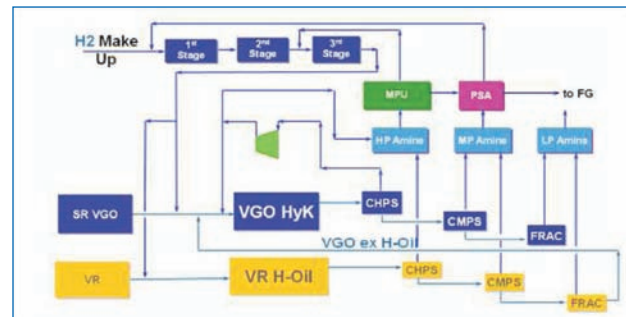 H2 Make
Up
1st
Stage
2nd
Stage
3rd
Stage
MPU
PSA
to FG
HP Amine
MP Amine
LP Amine
SR VGO
VGO HyK
CHPS
CMPS
FRAC
VGO ex H-Oil
VR
VR H-Oil
CHPS
CMPS
FRAC